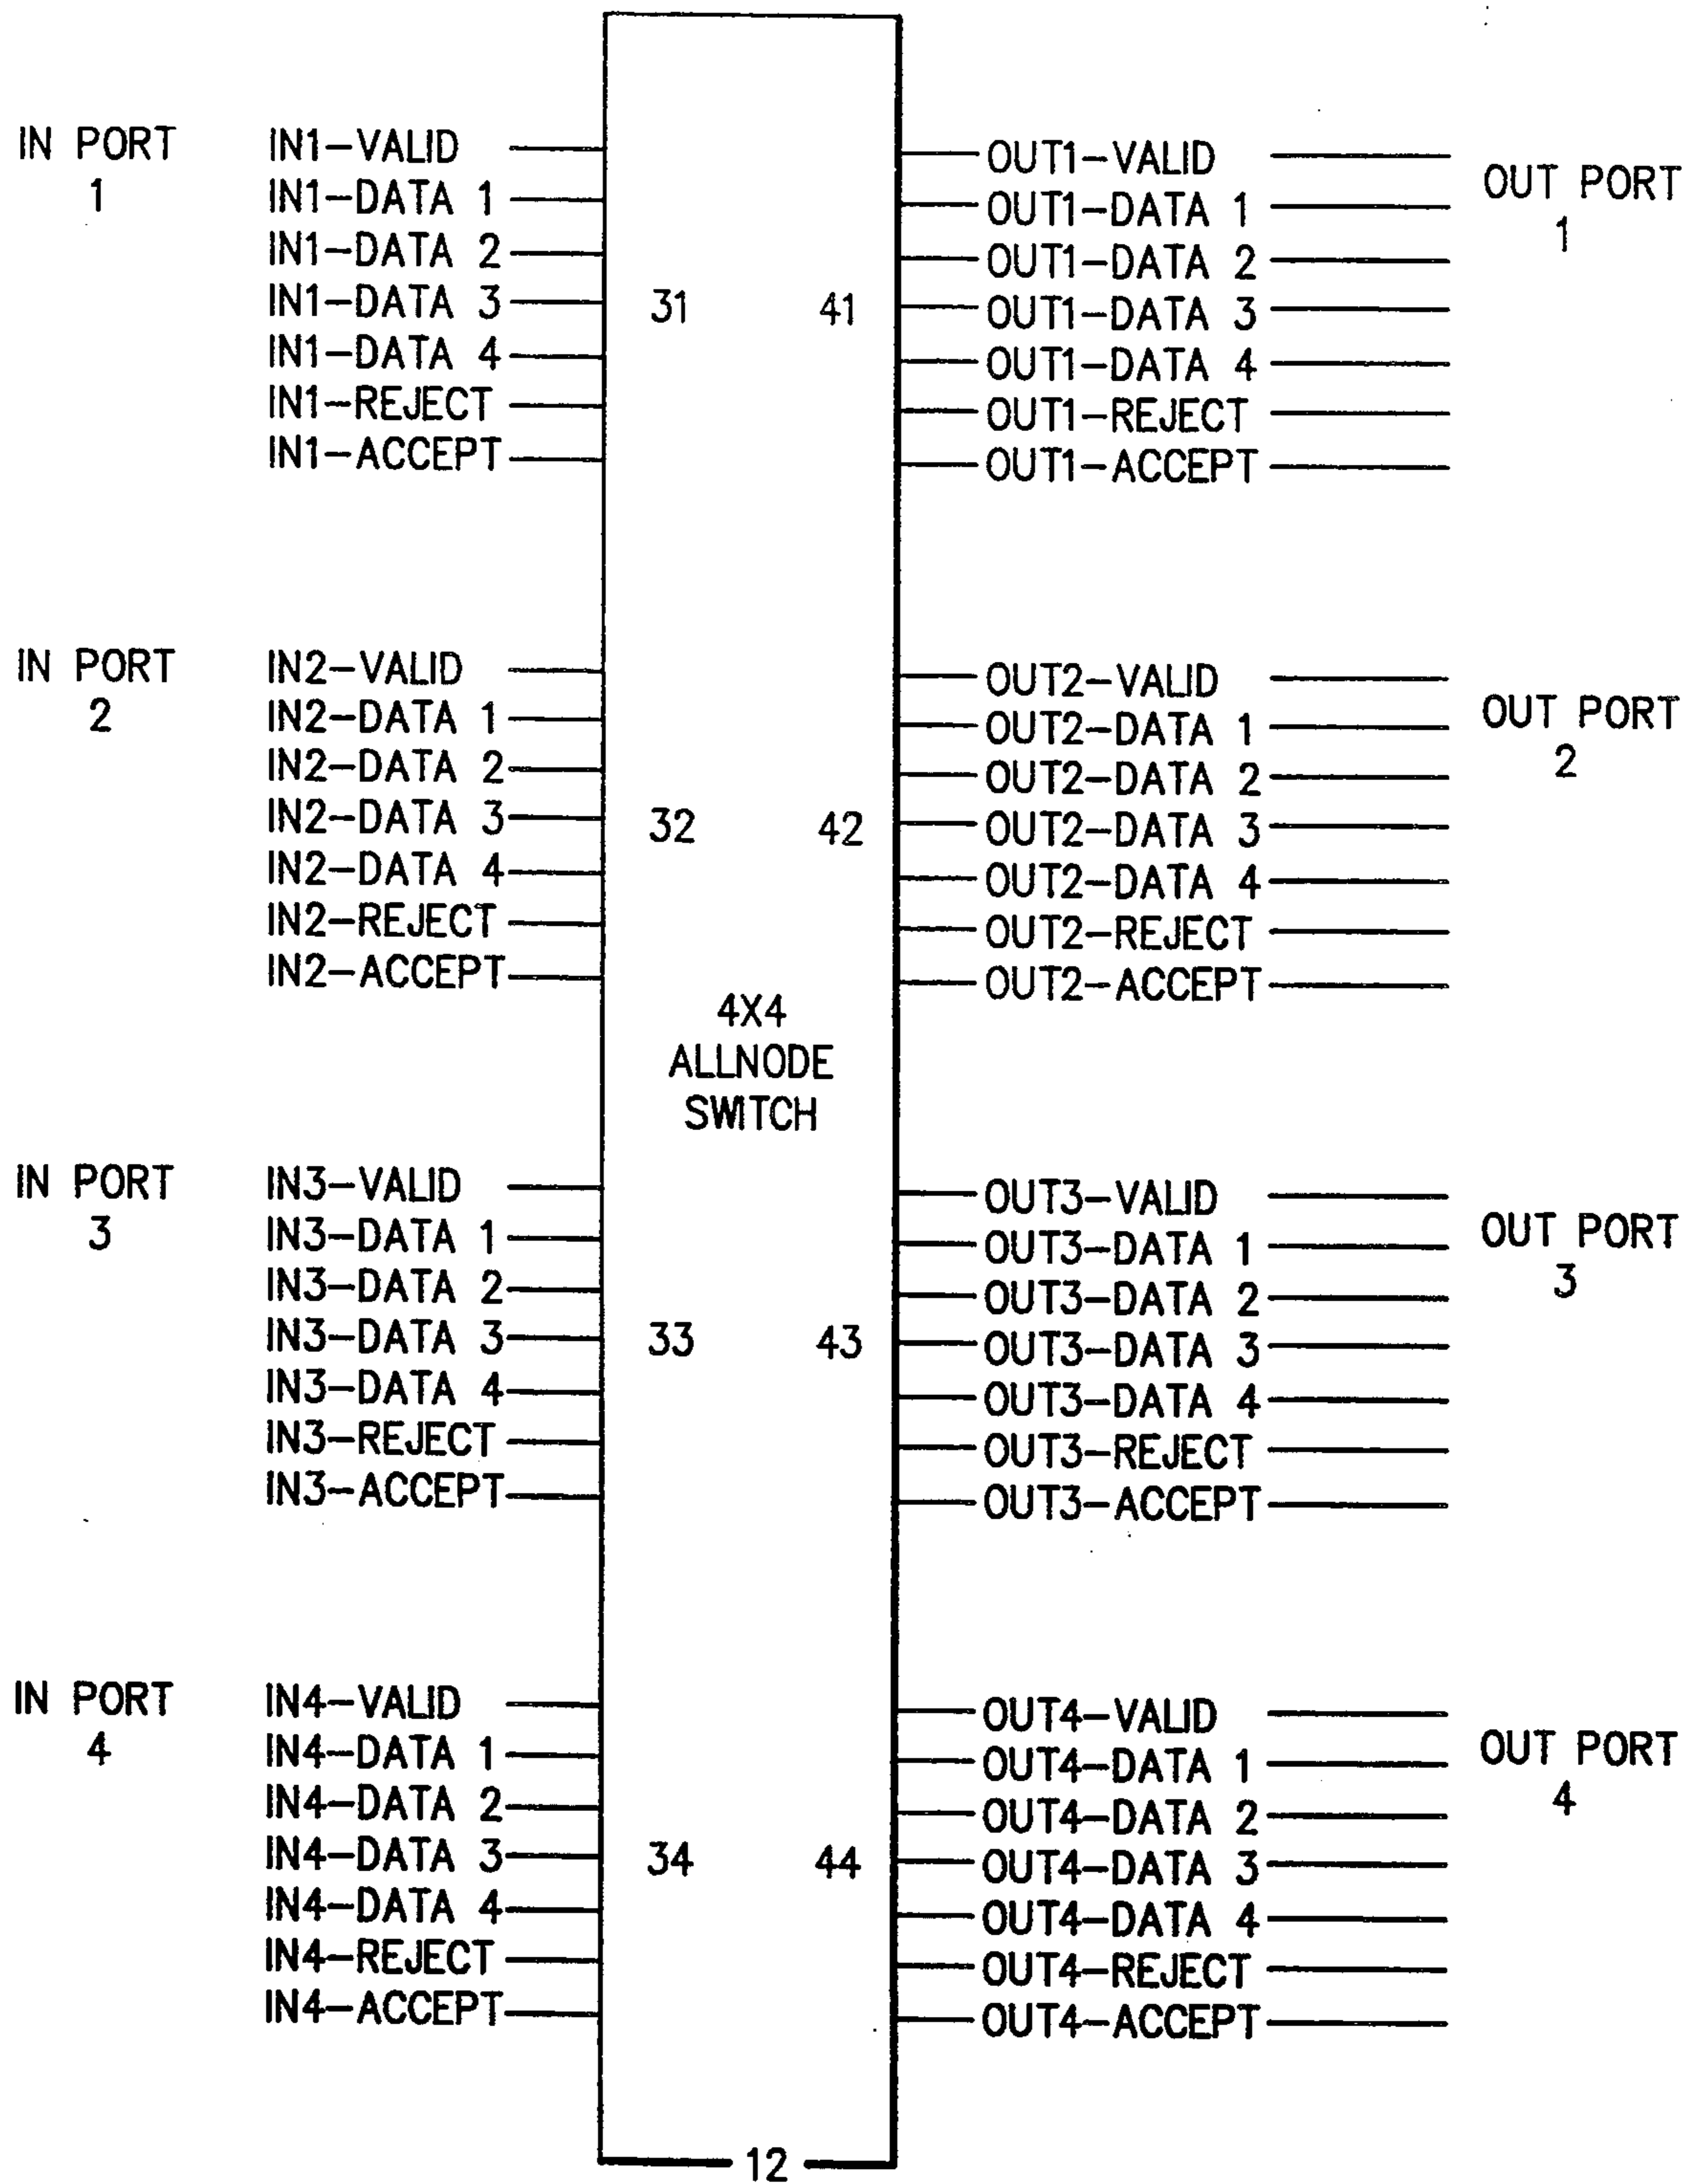 IN PORT
1
IN1-VALID
IN1-DATA 1
IN1-DATA 2
IN1-DATA 3
IN1-DATA 4
IN1-REJECT
IN1-ACCEPT
31
41
OUT1-VALID
OUT1-DATA 1
OUT1-DATA 2
OUT1-DATA 3
OUT1-DATA 4
OUT1-REJECT
OUT1-ACCEPT
OUT PORT
1
IN PORT
2
IN2-VALID
IN2-DATA 1
IN2-DATA 2
IN2-DATA 3
IN2-DATA 4
IN2-REJECT
IN2-ACCEPT
32
42
OUT2-VALID
OUT2-DATA 1
OUT2-DATA 2
OUT2-DATA 3
OUT2-DATA 4
OUT2-REJECT
OUT2-ACCEPT
OUT PORT
2
4X4
ALLNODE
SWITCH
IN PORT
3
IN3-VALID
IN3-DATA 1
IN3-DATA 2
IN3-DATA 3
IN3-DATA 4
IN3-REJECT
IN3-ACCEPT
33
43
OUT3-VALID
OUT3-DATA 1
OUT3-DATA 2
OUT3-DATA 3
OUT3-DATA 4
OUT3-REJECT
OUT3-ACCEPT
OUT PORT
3
IN PORT
4
IN4-VALID
IN4-DATA 1
IN4-DATA 2
IN4-DATA 3
IN4-DATA 4
IN4-REJECT
IN4-ACCEPT
34
44
OUT4-VALID
OUT4-DATA 1
OUT4-DATA 2
OUT4-DATA 3
OUT4-DATA 4
OUT4-REJECT
OUT4-ACCEPT
OUT PORT
4
12